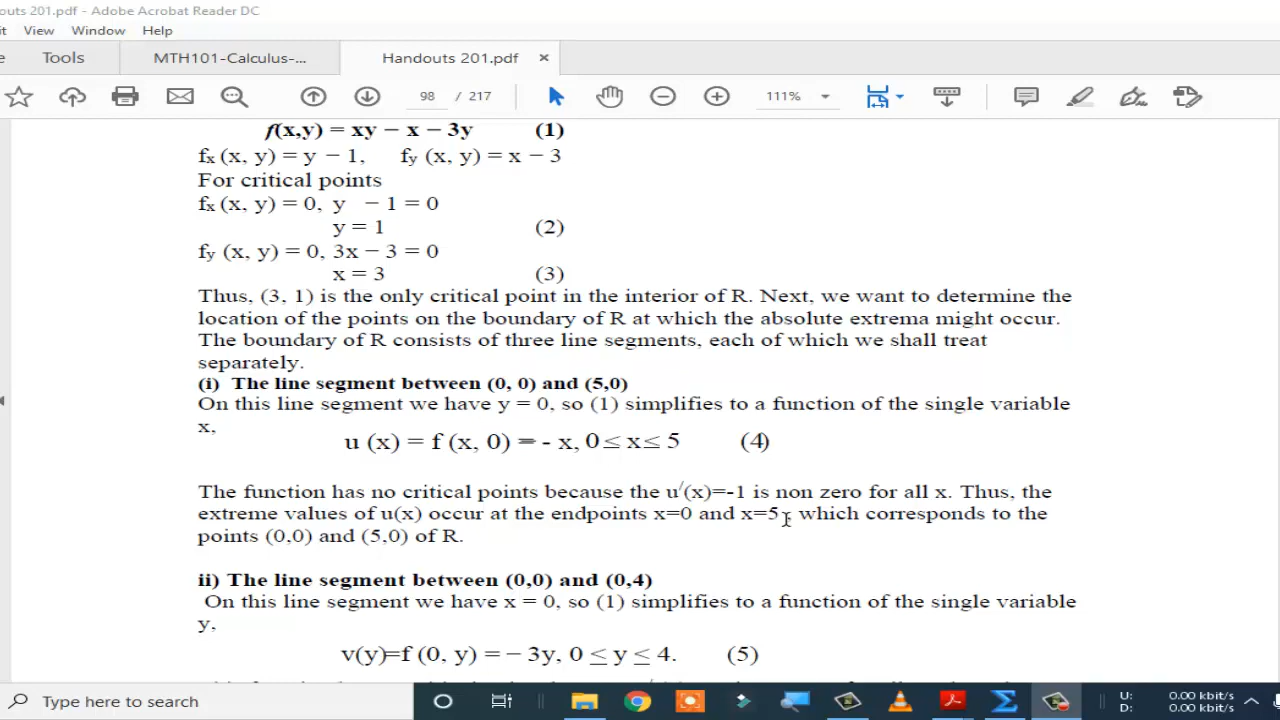 outs 201.pdf - Adobe Acrobat Reader DC
it View Window Help
e Tools MTH101-Calculus-... Handouts 201.pdf ×
98 / 217 111%
f(x,y) = xy − x − 3y (1)
fx (x, y) = y − 1, fy (x, y) = x − 3
For critical points
fx (x, y) = 0, y − 1 = 0
y = 1 (2)
fy (x, y) = 0, 3x − 3 = 0
x = 3 (3)
Thus, (3, 1) is the only critical point in the interior of R. Next, we want to determine the
location of the points on the boundary of R at which the absolute extrema might occur.
The boundary of R consists of three line segments, each of which we shall treat
separately.
(i) The line segment between (0, 0) and (5,0)
On this line segment we have y = 0, so (1) simplifies to a function of the single variable
x,
u (x) = f (x, 0) = - x, 0 ≤ x ≤ 5 (4)
The function has no critical points because the u/(x)=-1 is non zero for all x. Thus, the
extreme values of u(x) occur at the endpoints x=0 and x=5 , which corresponds to the
points (0,0) and (5,0) of R.
ii) The line segment between (0,0) and (0,4)
On this line segment we have x = 0, so (1) simplifies to a function of the single variable
y,
v(y)=f (0, y) = − 3y, 0 ≤ y ≤ 4. (5)
Type here to search
U: 0.00 kbit/s
D: 0.00 kbit/s